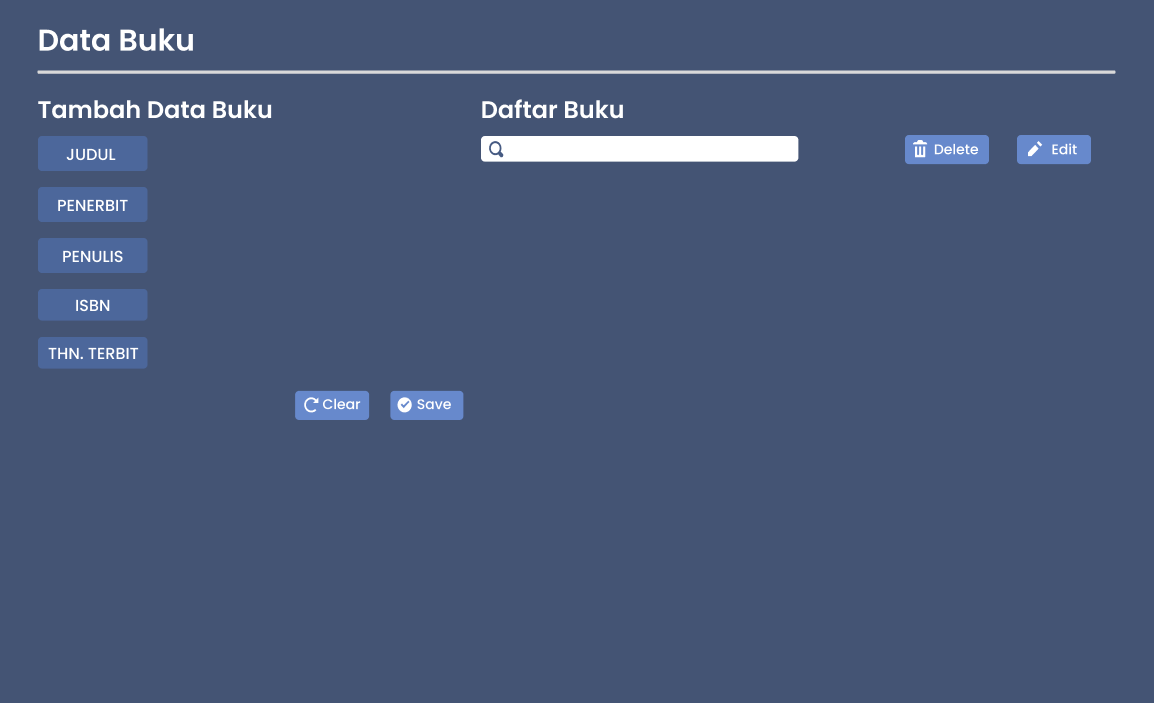 Data Buku
Tambah Data Buku
JUDUL
PENERBIT
PENULIS
ISBN
THN. TERBIT
Clear
Save
Daftar Buku
Delete
Edit